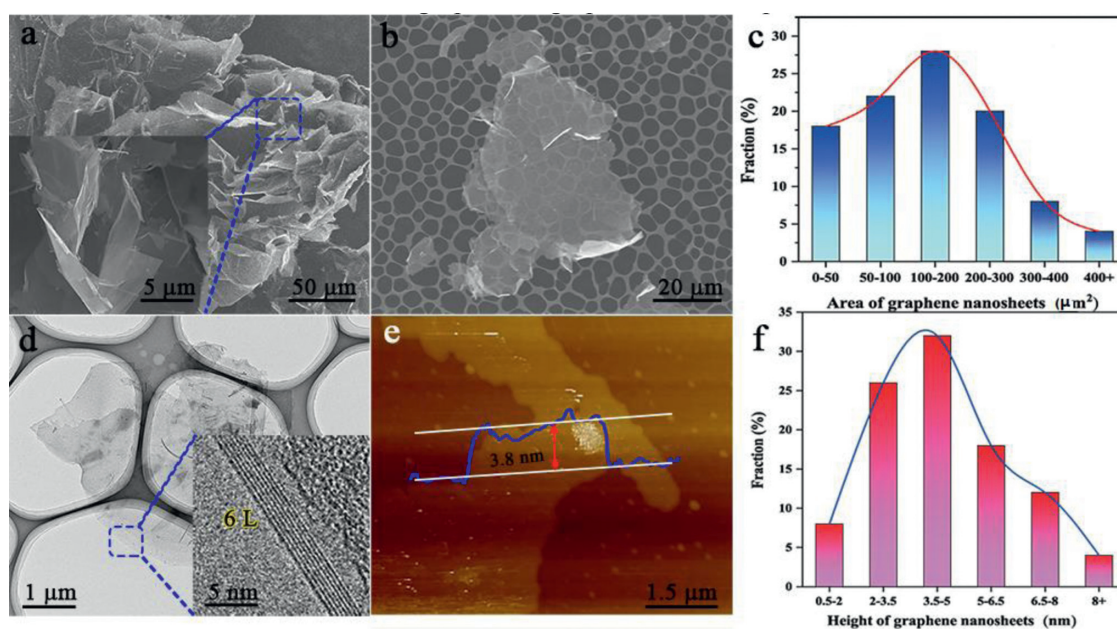 a
5 μm
50 μm
b
20 μm
c
Fraction (%)
30
25
20
15
10
5
0
0-50 50-100 100-200 200-300 300-400 400+
Area of graphene nanosheets (μm²)
d
6 L
1 μm
5 nm
e
3.8 nm
1.5 μm
f
Fraction (%)
35
30
25
20
15
10
5
0
0.5-2 2-3.5 3.5-5 5-6.5 6.5-8 8+
Height of graphene nanosheets (nm)